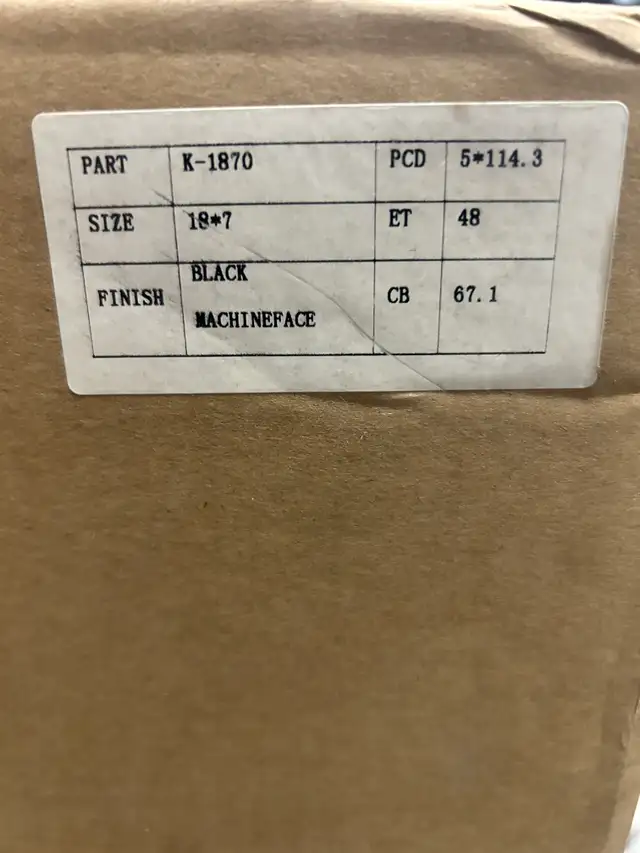 PART K-1870 PCD 5*114.3
SIZE 18*7 ET 48
FINISH BLACK MACHINEFACE CB 67.1